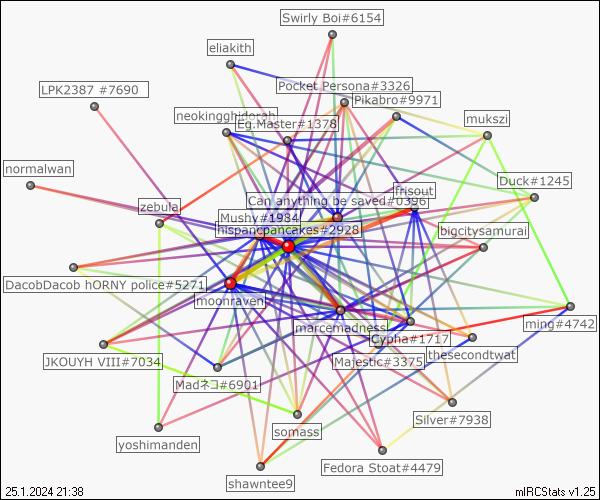 Swirly Boi#6154
eliakith
Pocket Persona#3326
LPK2387 #7690
Pikabro#9971
neokingghidorah
Eg.Master#1378
mukszi
normalwan
Duck#1245
frisout
Can anything be saved#0396
zebula
Mushy#1984
hispanicpancakes#2928
bigcitysamurai
DacobDacob hORNY police#5271
moonraven
marcemadness
ming#4742
Cypha#1717
thesecondtwat
JKOUYH VIII#7034
Majestic#3375
Madネコ#6901
Silver#7938
somass
yoshimanden
Fedora Stoat#4479
shawntee9
25.1.2024 21:38
mIRCStats v1.25